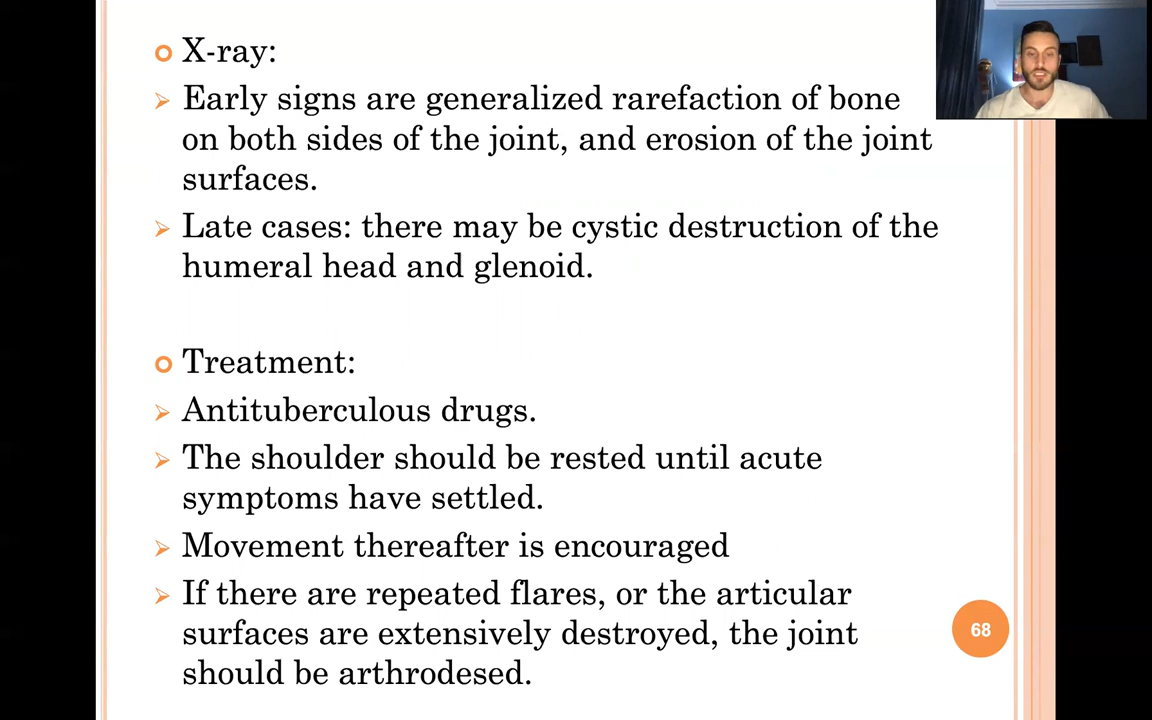 X-ray:
Early signs are generalized rarefaction of bone
on both sides of the joint, and erosion of the joint
surfaces.
Late cases: there may be cystic destruction of the
humeral head and glenoid.
Treatment:
Antituberculous drugs.
The shoulder should be rested until acute
symptoms have settled.
Movement thereafter is encouraged
If there are repeated flares, or the articular
surfaces are extensively destroyed, the joint
should be arthrodesed.
68